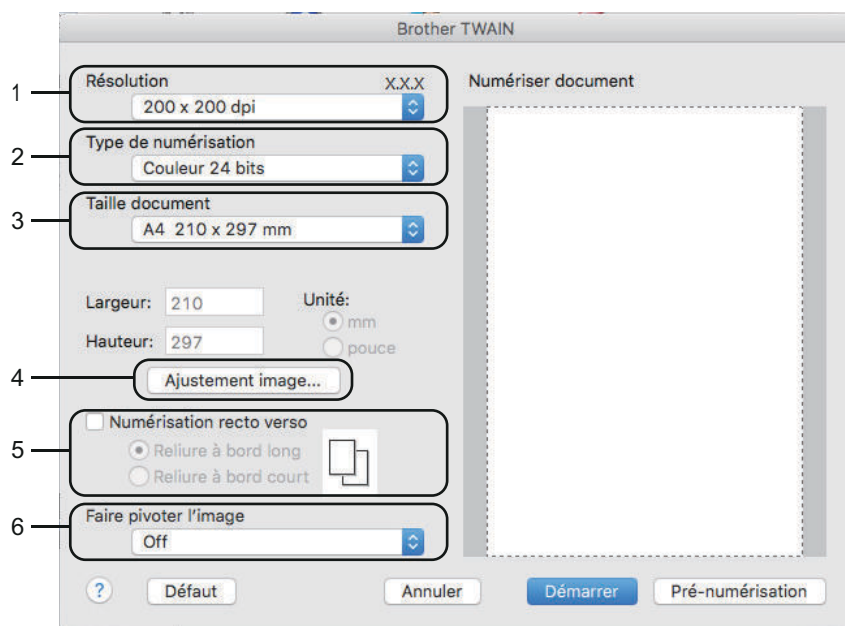 Brother TWAIN
1
Résolution
X.X.X
200 x 200 dpi
2
Type de numérisation
Couleur 24 bits
3
Taille document
A4 210 x 297 mm
Largeur: 210
Unité:
mm
Hauteur: 297
pouce
4
Ajustement image...
5
Numérisation recto verso
Reliure à bord long
Reliure à bord court
6
Faire pivoter l'image
Off
?
Défaut
Numériser document
Annuler
Démarrer
Pré-numérisation